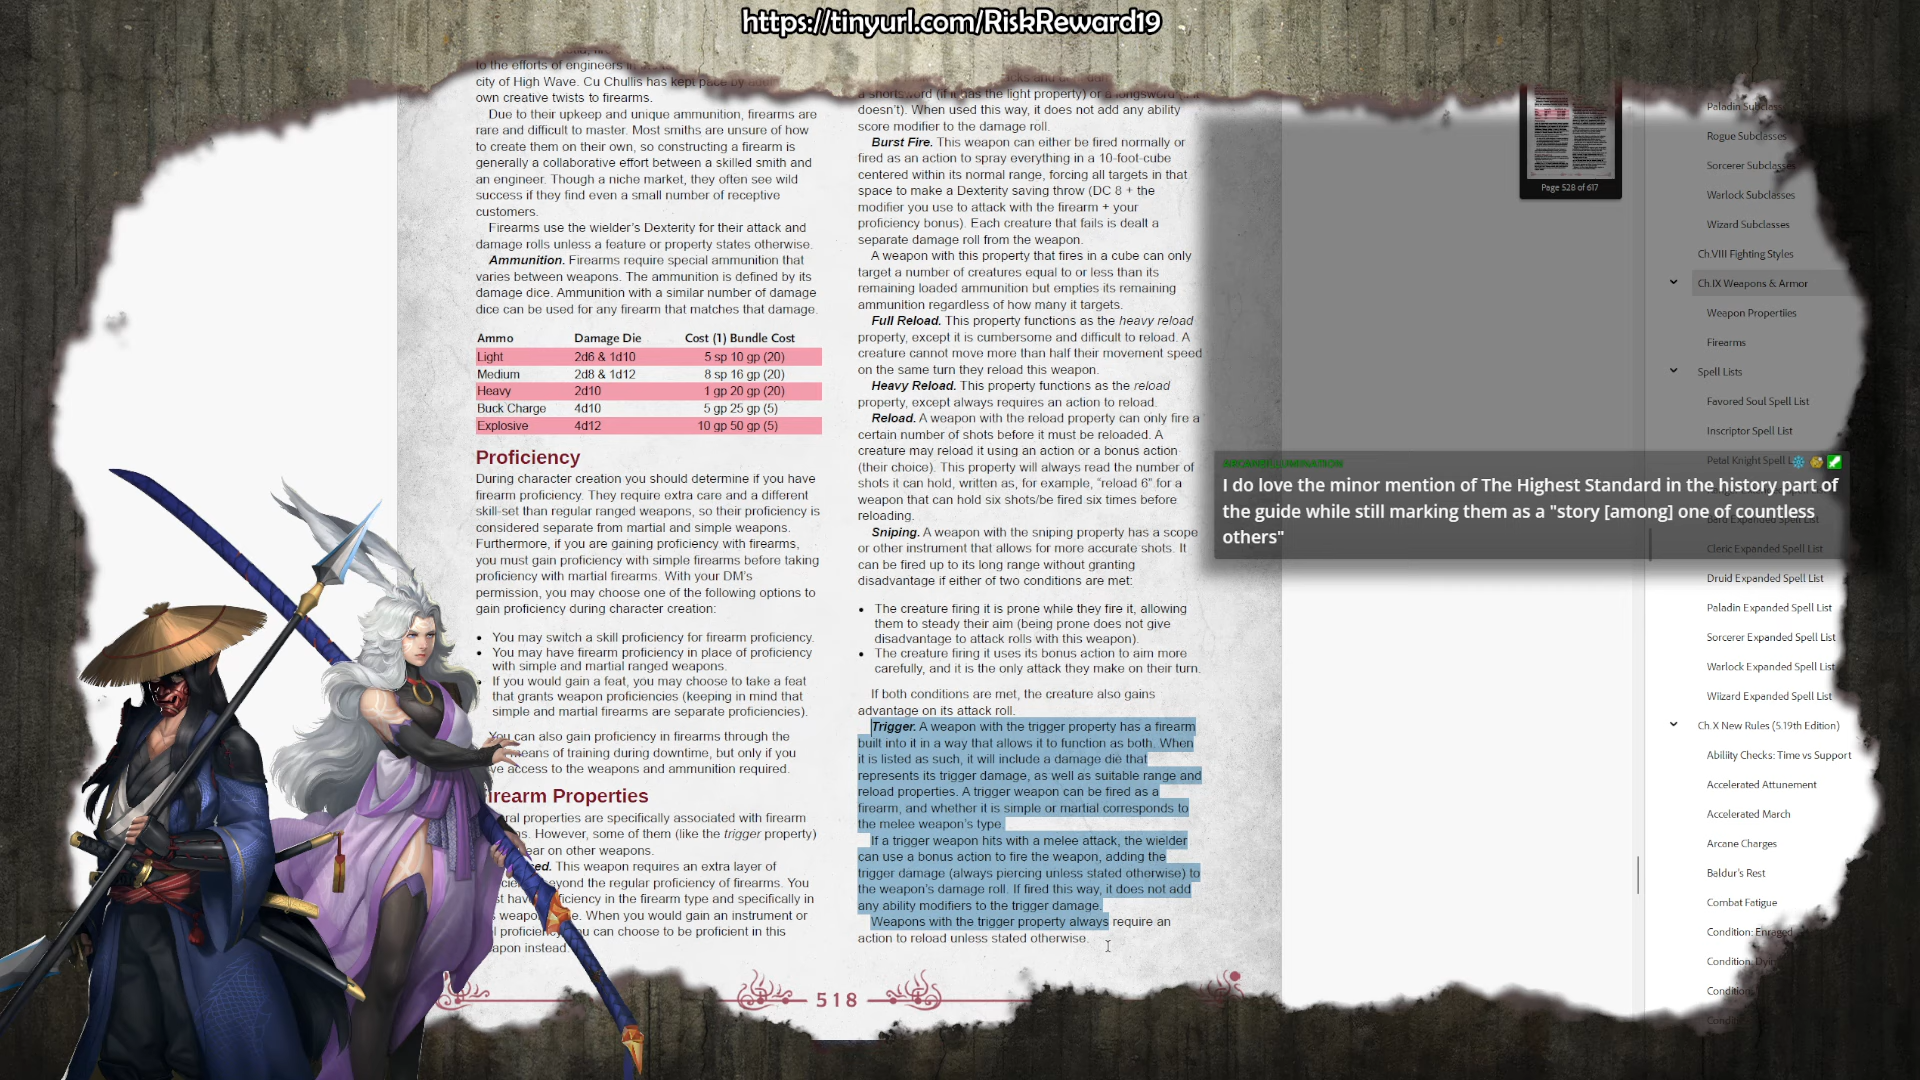 https://tinyurl.com/RiskReward19
to the efforts of engineers in
city of High Wave. Cu Chullis has kept pace by
own creative twists to firearms.
Due to their upkeep and unique ammunition, firearms are
rare and difficult to master. Most smiths are unsure of how
to create them on their own, so constructing a firearm is
generally a collaborative effort between a skilled smith and
an engineer. Though a niche market, they often see wild
success if they find even a small number of receptive
customers.
Firearms use the wielder's Dexterity for their attack and
damage rolls unless a feature or property states otherwise.
Ammunition. Firearms require special ammunition that
varies between weapons. The ammunition is defined by its
damage dice. Ammunition with a similar number of damage
dice can be used for any firearm that matches that damage.
Ammo Damage Die Cost (1) Bundle Cost
Light 2d6 & 1d10 5 sp 10 gp (20)
Medium 2d8 & 1d12 8 sp 16 gp (20)
Heavy 2d10 1 gp 20 gp (20)
Buck Charge 4d10 5 gp 25 gp (5)
Explosive 4d12 10 gp 50 gp (5)
Proficiency
During character creation you should determine if you have
firearm proficiency. They require extra care and a different
skill-set than regular ranged weapons, so their proficiency is
considered separate from martial and simple weapons.
Furthermore, if you are gaining proficiency with firearms,
you must gain proficiency with simple firearms before taking
proficiency with martial firearms. With your DM's
permission, you may choose one of the following options to
gain proficiency during character creation:
• You may switch a skill proficiency for firearm proficiency.
• You may have firearm proficiency in place of proficiency
with simple and martial ranged weapons.
• If you would gain a feat, you may choose to take a feat
that grants weapon proficiencies (keeping in mind that
simple and martial firearms are separate proficiencies).
You can also gain proficiency in firearms through the
means of training during downtime, but only if you
access to the weapons and ammunition required.
irearm Properties
properties are specifically associated with firearm
However, some of them (like the trigger property)
on other weapons.
This weapon requires an extra layer of
beyond the regular proficiency of firearms. You
in the firearm type and specifically in
When you would gain an instrument or
you can choose to be proficient in this
instead.
a shortsword (if it has the light property) or a longsword
doesn't). When used this way, it does not add any ability
score modifier to the damage roll.
Burst Fire. This weapon can either be fired normally or
fired as an action to spray everything in a 10-foot-cube
centered within its normal range, forcing all targets in that
space to make a Dexterity saving throw (DC 8 + the
modifier you use to attack with the firearm + your
proficiency bonus). Each creature that fails is dealt a
separate damage roll from the weapon.
A weapon with this property that fires in a cube can only
target a number of creatures equal to or less than its
remaining loaded ammunition but empties its remaining
ammunition regardless of how many it targets.
Full Reload. This property functions as the heavy reload
property, except it is cumbersome and difficult to reload. A
creature cannot move more than half their movement speed
on the same turn they reload this weapon.
Heavy Reload. This property functions as the reload
property, except always requires an action to reload.
Reload. A weapon with the reload property can only fire a
certain number of shots before it must be reloaded. A
creature may reload it using an action or a bonus action
(their choice). This property will always read the number of
shots it can hold, written as, for example, "reload 6" for a
weapon that can hold six shots/be fired six times before
reloading.
Sniping. A weapon with the sniping property has a scope
or other instrument that allows for more accurate shots. It
can be fired up to its long range without granting
disadvantage if either of two conditions are met:
• The creature firing it is prone while they fire it, allowing
them to steady their aim (being prone does not give
disadvantage to attack rolls with this weapon).
• The creature firing it uses its bonus action to aim more
carefully, and it is the only attack they make on their turn.
If both conditions are met, the creature also gains
advantage on its attack roll.
Trigger. A weapon with the trigger property has a firearm
built into it in a way that allows it to function as both. When
it is listed as such, it will include a damage die that
represents its trigger damage, as well as suitable range and
reload properties. A trigger weapon can be fired as a
firearm, and whether it is simple or martial corresponds to
the melee weapon's type.
If a trigger weapon hits with a melee attack, the wielder
can use a bonus action to fire the weapon, adding the
trigger damage (always piercing unless stated otherwise) to
the weapon's damage roll. If fired this way, it does not add
any ability modifiers to the trigger damage.
Weapons with the trigger property always require an
action to reload unless stated otherwise.
518
Page 528 of 617
ARCANEILLUMINATION
I do love the minor mention of The Highest Standard in the history part of
the guide while still marking them as a "story [among] one of countless
others"
Paladin Subclasses
Rogue Subclasses
Sorcerer Subclasses
Warlock Subclasses
Wizard Subclasses
Ch.VIII Fighting Styles
Ch.IX Weapons & Armor
Weapon Propertiies
Firearms
Spell Lists
Favored Soul Spell List
Inscriptor Spell List
Petal Knight Spell L
Bard Expanded Spell List
Cleric Expanded Spell List
Druid Expanded Spell List
Paladin Expanded Spell List
Sorcerer Expanded Spell List
Warlock Expanded Spell List
Wiizard Expanded Spell List
Ch.X New Rules (5.19th Edition)
Abiliity Checks: Time vs Support
Accelerated Attunement
Accelerated March
Arcane Charges
Baldur's Rest
Combat Fatigue
Condition: Enraged
Condition: Dying
Condition